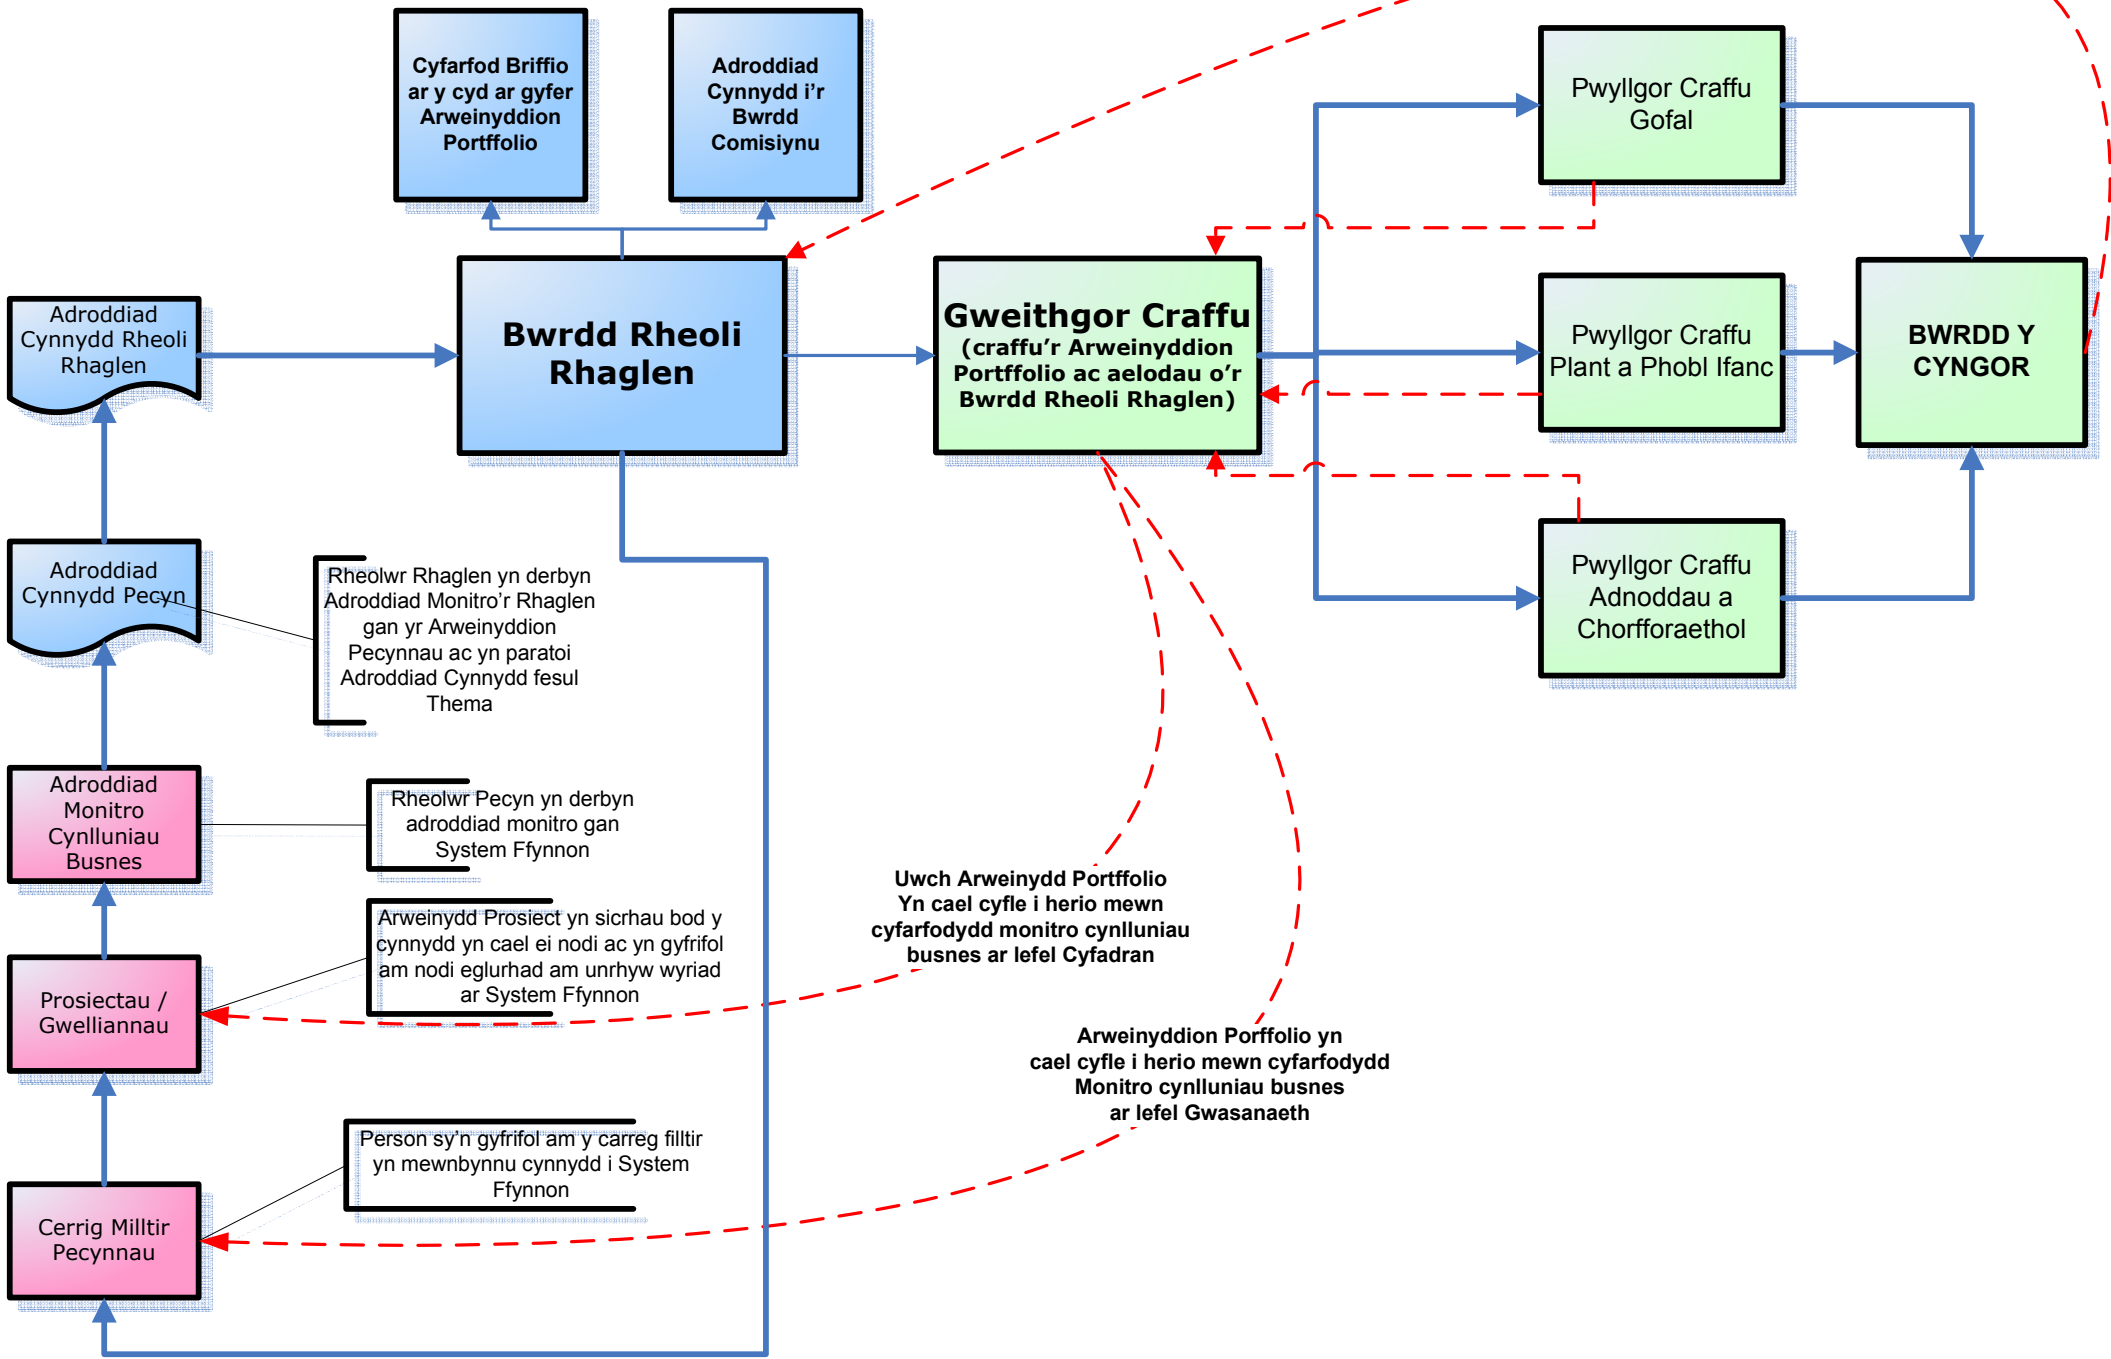 Cyfarfod Briffio
ar y cyd ar gyfer
Arweinyddion
Portffolio
Adroddiad
Cynnydd i'r
Bwrdd
Comisiynu
Pwyllgor Craffu
Gofal
Adroddiad
Cynnydd Rheoli
Rhaglen
Bwrdd Rheoli
Rhaglen
Gweithgor Craffu
(craffu'r Arweinyddion
Portffolio ac aelodau o'r
Bwrdd Rheoli Rhaglen)
Pwyllgor Craffu
Plant a Phobl Ifanc
BWRDD Y
CYNGOR
Adroddiad
Cynnydd Pecyn
Rheolwr Rhaglen yn derbyn
Adroddiad Monitro'r Rhaglen
gan yr Arweinyddion
Pecynnau ac yn paratoi
Adroddiad Cynnydd fesul
Thema
Pwyllgor Craffu
Adnoddau a
Chorfforaethol
Adroddiad
Monitro
Cynlluniau
Busnes
Rheolwr Pecyn yn derbyn
adroddiad monitro gan
System Ffynnon
Uwch Arweinydd Portffolio
Yn cael cyfle i herio mewn
cyfarfodydd monitro cynlluniau
busnes ar lefel Cyfadran
Prosiectau /
Gwelliannau
Arweinydd Prosiect yn sicrhau bod y
cynnydd yn cael ei nodi ac yn gyfrifol
am nodi eglurhad am unrhyw wyriad
ar System Ffynnon
Arweinyddion Porffolio yn
cael cyfle i herio mewn cyfarfodydd
Monitro cynlluniau busnes
ar lefel Gwasanaeth
Person sy'n gyfrifol am y carreg filltir
yn mewnbynnu cynnydd i System
Ffynnon
Cerrig Milltir
Pecynnau